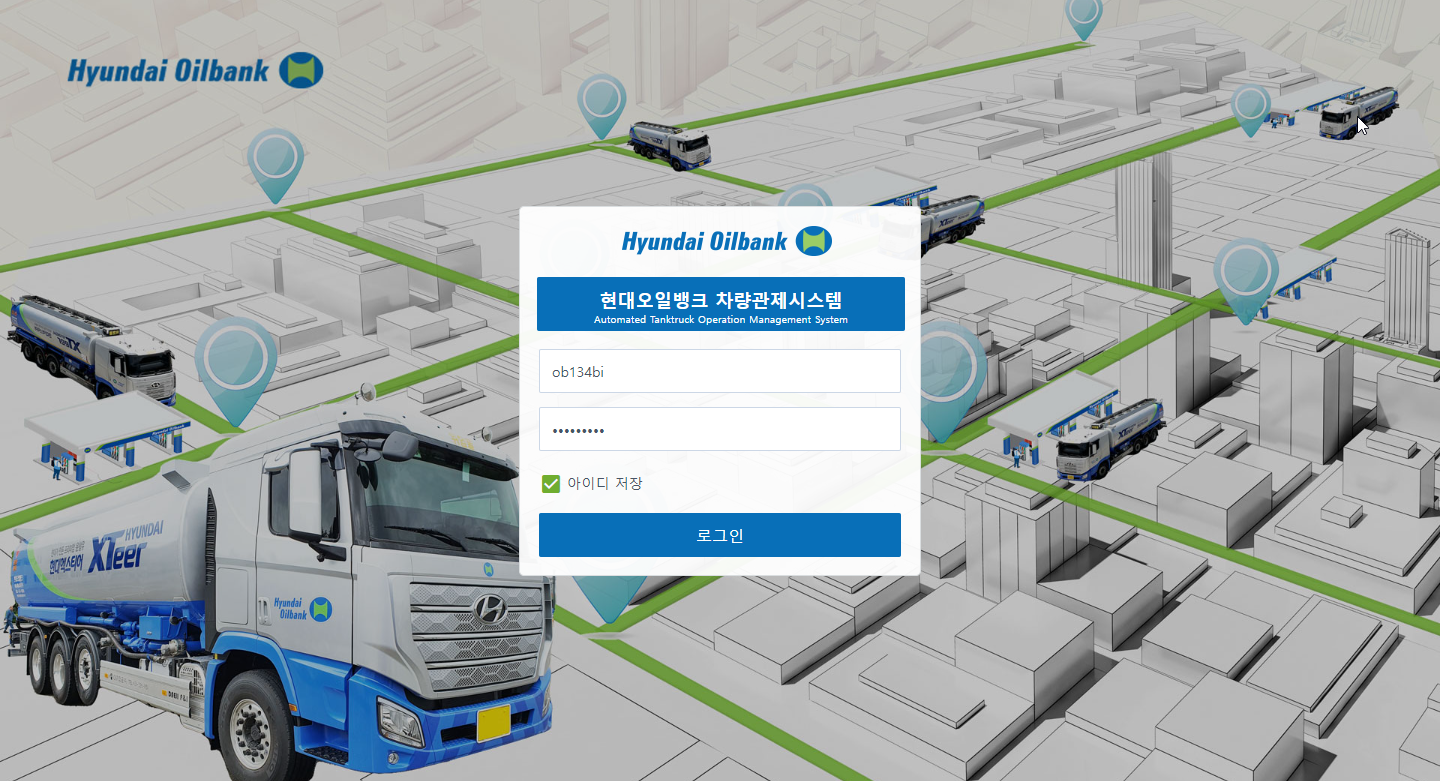 Hyundai Oilbank
Hyundai Oilbank
현대오일뱅크 차량관제시스템
Automated Tanktruck Operation Management System
ob134bi
•••••••••
아이디 저장
로그인
HYUNDAI
현대엑스티어 XTeer
Hyundai
Oilbank
XTeer
XTeer